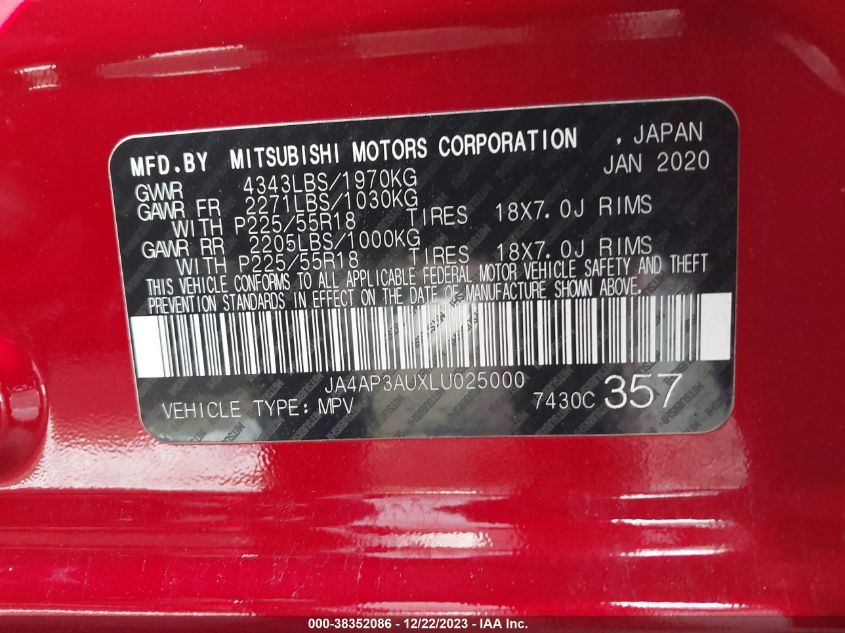 MFD.BY MITSUBISHI MOTORS CORPORATION , JAPAN
JAN 2020
GVWR 4343LBS/1970KG
GAWR FR 2271LBS/1030KG
WITH P225/55R18 TIRES 18X7.0J RIMS
GAWR RR 2205LBS/1000KG
WITH P225/55R18 TIRES 18X7.0J RIMS
THIS VEHICLE CONFORMS TO ALL APPLICABLE FEDERAL MOTOR VEHICLE SAFETY AND THEFT
PREVENTION STANDARDS IN EFFECT ON THE DATE OF MANUFACTURE SHOWN ABOVE.
JA4AP3AUXLU025000
VEHICLE TYPE: MPV 7430C 357
000-38352086 - 12/22/2023 - IAA Inc.